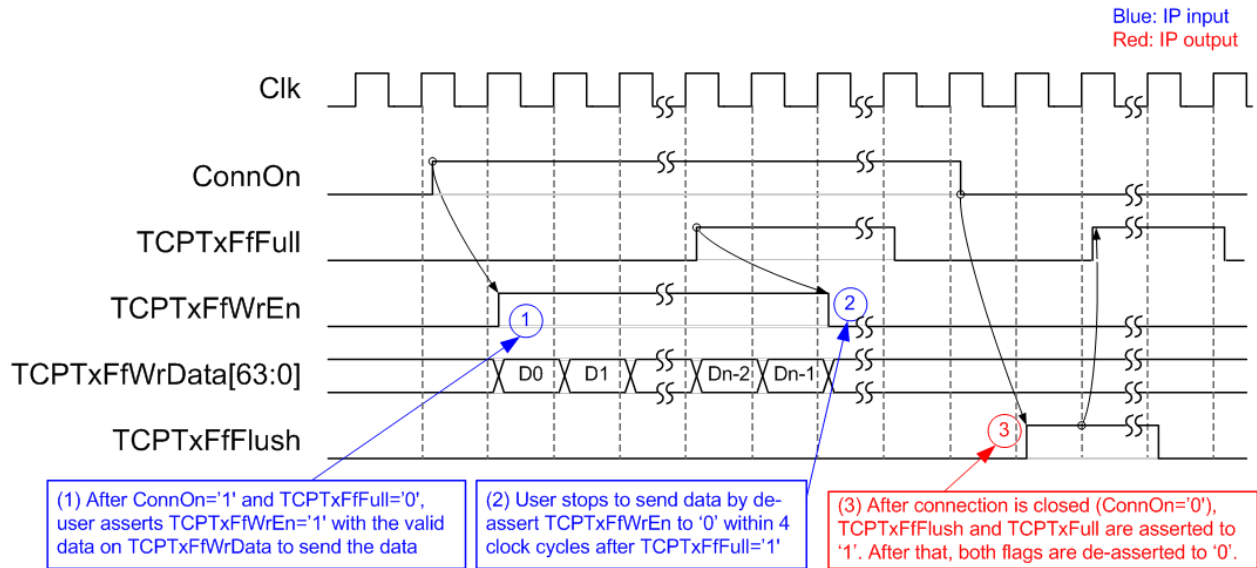 Blue: IP input
Red: IP output
Clk
ConnOn
TCPTxFfFull
TCPTxFfWrEn
1
2
TCPTxFfWrData[63:0]
D0
D1
Dn-2
Dn-1
TCPTxFfFlush
3
(1) After ConnOn='1' and TCPTxFfFull='0',
user asserts TCPTxFfWrEn='1' with the valid
data on TCPTxFfWrData to send the data
(2) User stops to send data by de-
assert TCPTxFfWrEn to ‘0’ within 4
clock cycles after TCPTxFfFull='1'
(3) After connection is closed (ConnOn='0'),
TCPTxFfFlush and TCPTxFull are asserted to
‘1’. After that, both flags are de-asserted to ‘0’.